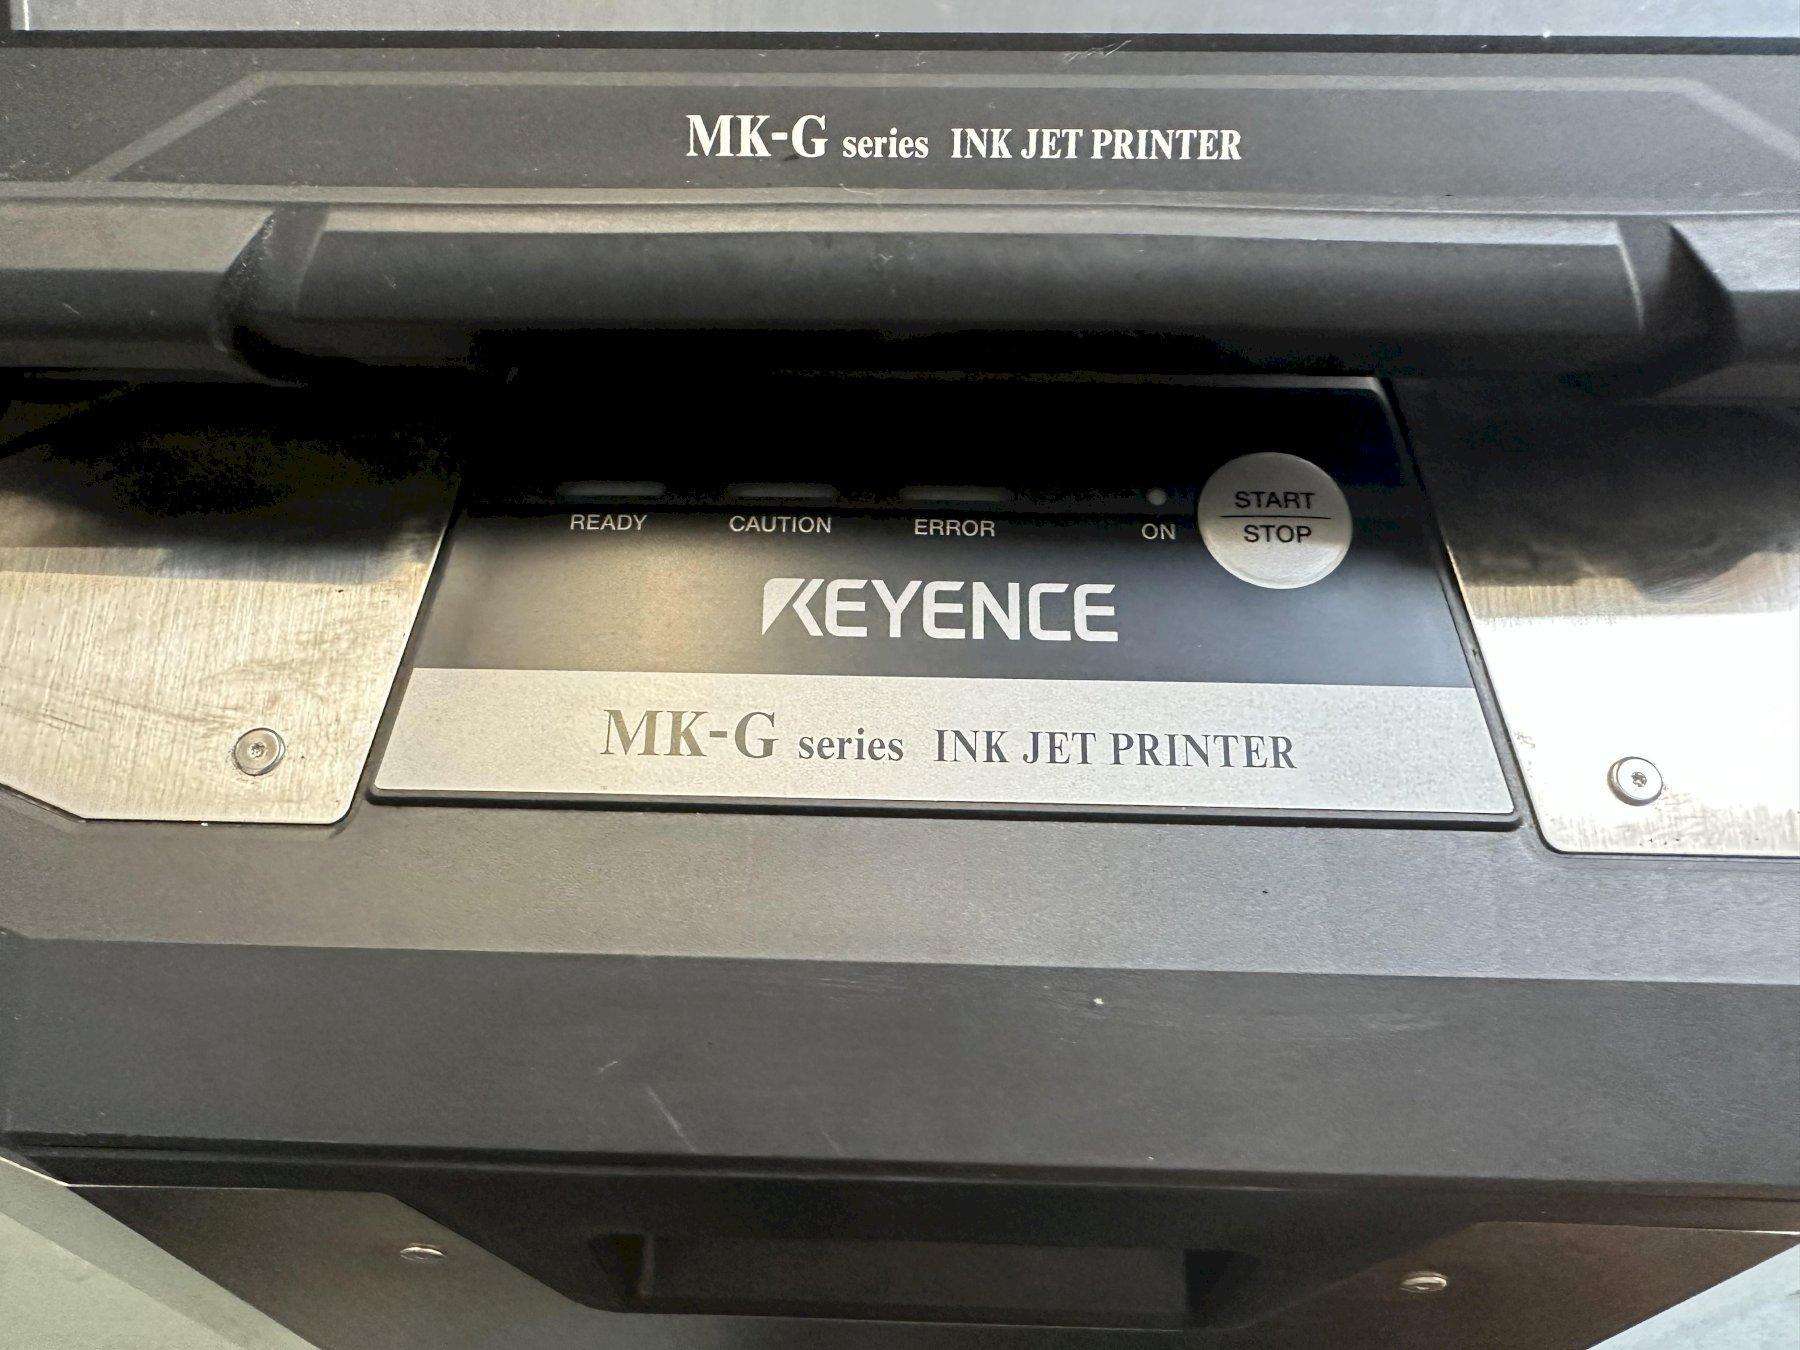 MK-G series INK JET PRINTER
READY CAUTION ERROR ON START
STOP
KEYENCE
MK-G series INK JET PRINTER